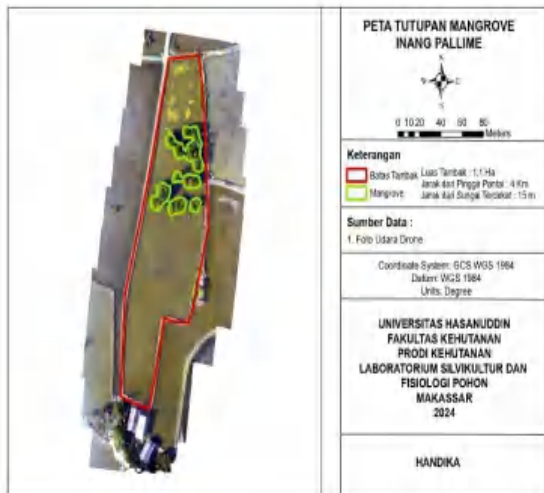 PETA TUTUPAN MANGROVE
INANG PALLIME
0 10 20 40 60 80
Meters
Keterangan
Batas Tambak
Mangrove
Luas Tambak : 1,1 Ha
Jarak dari Pinggir Pantai : 4 Km
Jarak dari Sungai Terdekat : 15 m
Sumber Data :
1. Foto Udara Drone
Coordinate System: GCS WGS 1984
Datum: WGS 1984
Units: Degree
UNIVERSITAS HASANUDDIN
FAKULTAS KEHUTANAN
PRODI KEHUTANAN
LABORATORIUM SILVIKULTUR DAN
FISIOLOGI POHON
MAKASSAR
2024
HANDIKA